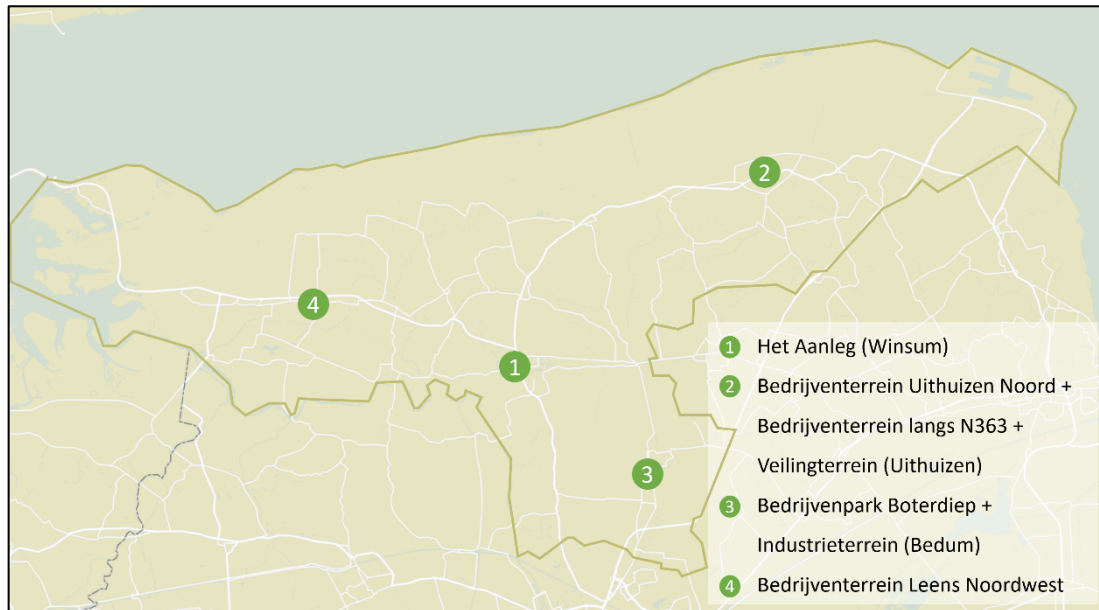 2
4
1
3
1 Het Aanleg (Winsum)
2 Bedrijventerrein Uithuizen Noord +
Bedrijventerrein langs N363 +
Veilingterrein (Uithuizen)
3 Bedrijvenpark Boterdiep +
Industrieterrein (Bedum)
4 Bedrijventerrein Leens Noordwest